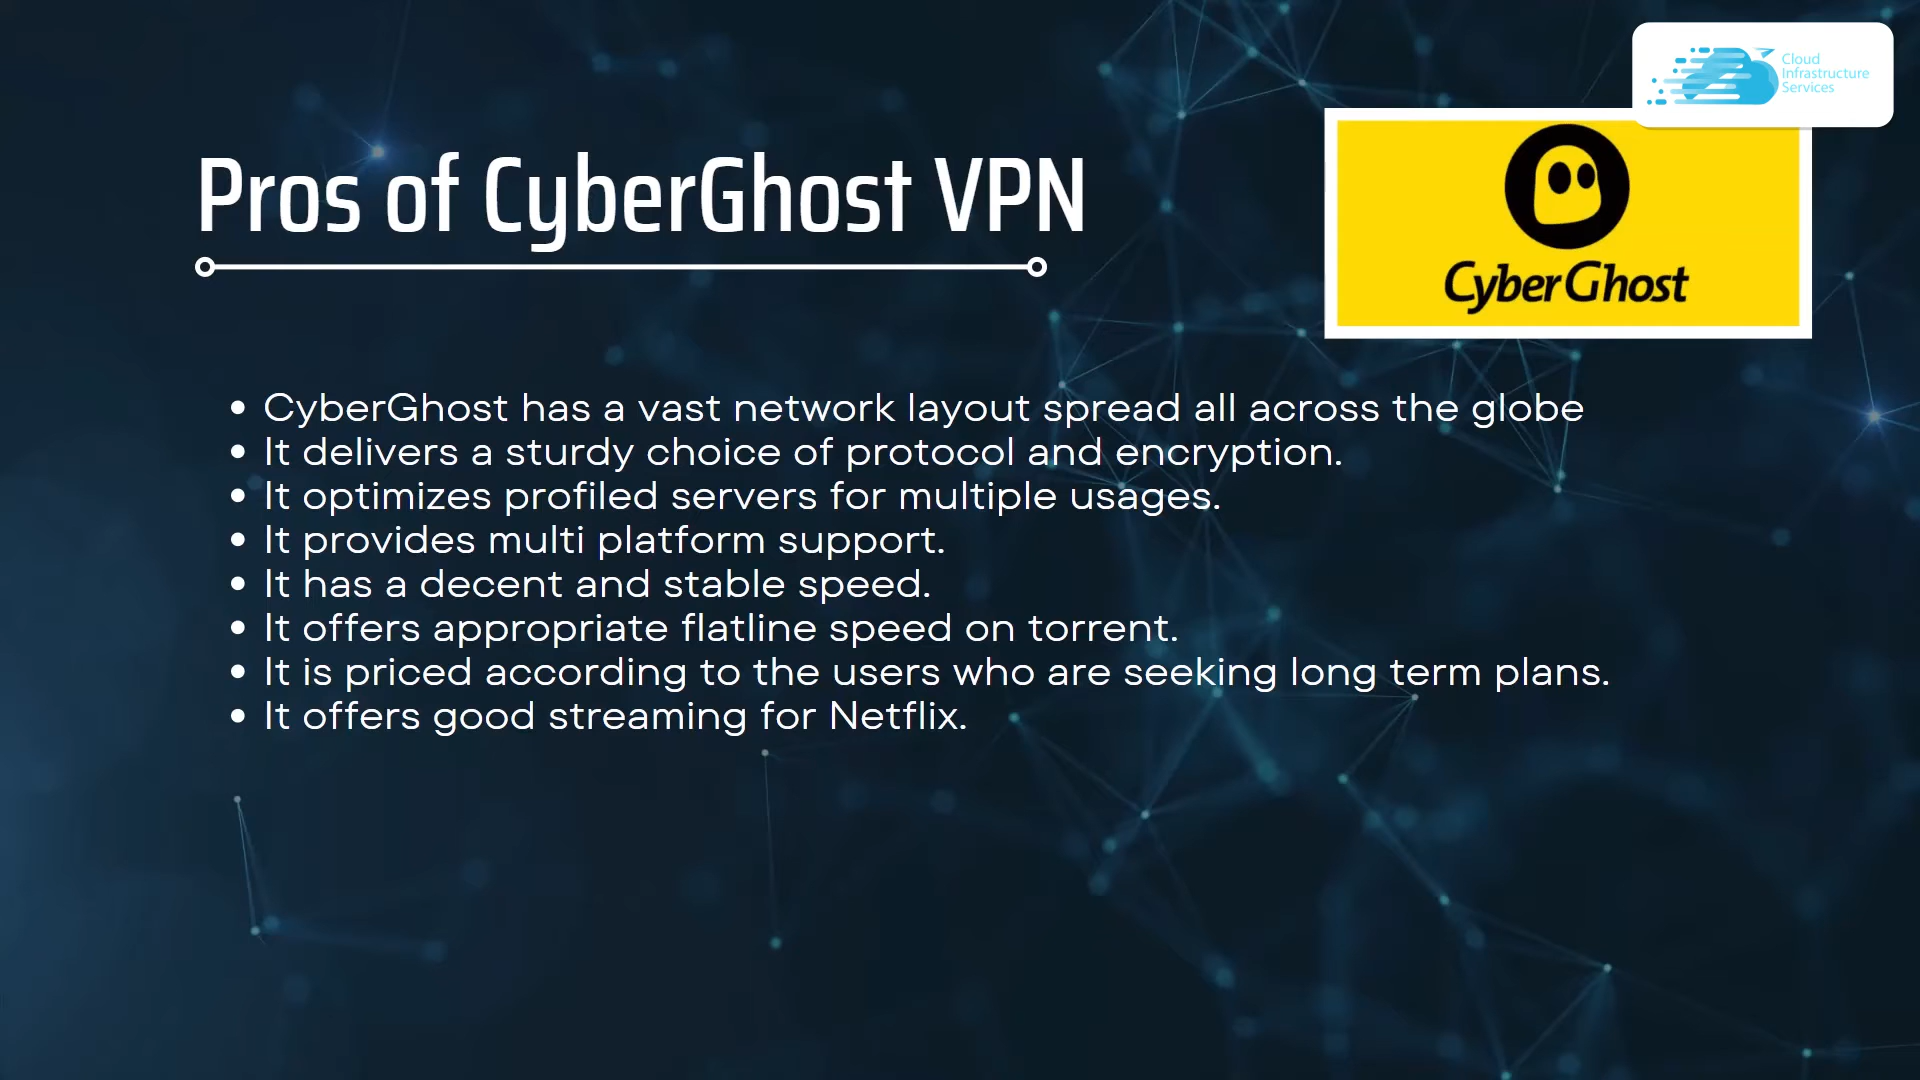 Cloud
Infrastructure
Services
Pros of CyberGhost VPN
CyberGhost
• CyberGhost has a vast network layout spread all across the globe
• It delivers a sturdy choice of protocol and encryption.
• It optimizes profiled servers for multiple usages.
• It provides multi platform support.
• It has a decent and stable speed.
• It offers appropriate flatline speed on torrent.
• It is priced according to the users who are seeking long term plans.
• It offers good streaming for Netflix.